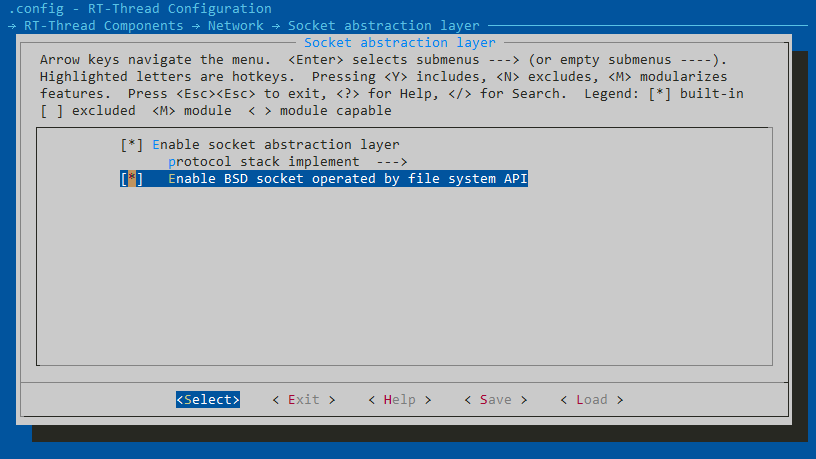 .config - RT-Thread Configuration
→ RT-Thread Components → Network → Socket abstraction layer
Socket abstraction layer
Arrow keys navigate the menu.  <Enter> selects submenus ---> (or empty submenus ----).
Highlighted letters are hotkeys.  Pressing <Y> includes, <N> excludes, <M> modularizes
features.  Press <Esc><Esc> to exit, <?> for Help, </> for Search.  Legend: [*] built-in
[ ] excluded  <M> module  < > module capable
[*] Enable socket abstraction layer
protocol stack implement  --->
[*]   Enable BSD socket operated by file system API
<Select>    < Exit >    < Help >    < Save >    < Load >